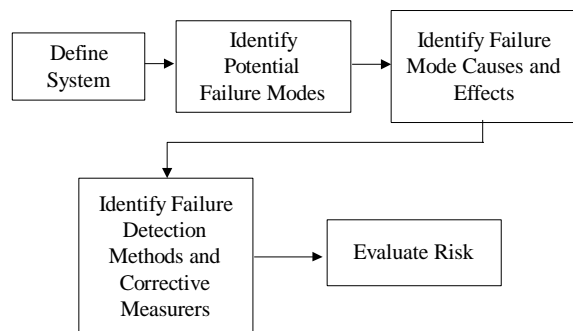 Define
System
Identify
Potential
Failure Modes
Identify Failure
Mode Causes and
Effects
Identify Failure
Detection
Methods and
Corrective
Measurers
Evaluate Risk